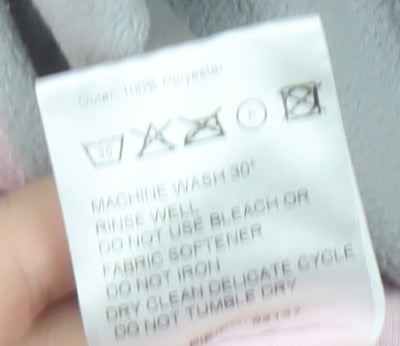 Outer: 100% Polyester
30 P
MACHINE WASH 30°
RINSE WELL
DO NOT USE BLEACH OR
FABRIC SOFTENER
DO NOT IRON
DRY CLEAN DELICATE CYCLE
DO NOT TUMBLE DRY